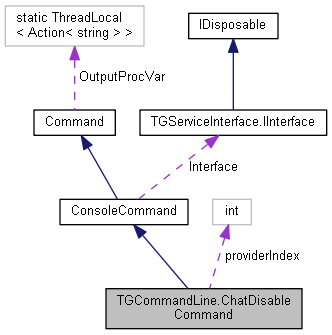 static ThreadLocal
< Action< string > >
IDisposable
OutputProcVar
Command
TGServiceInterface.IInterface
Interface
ConsoleCommand
int
providerIndex
TGCommandLine.ChatDisable
Command